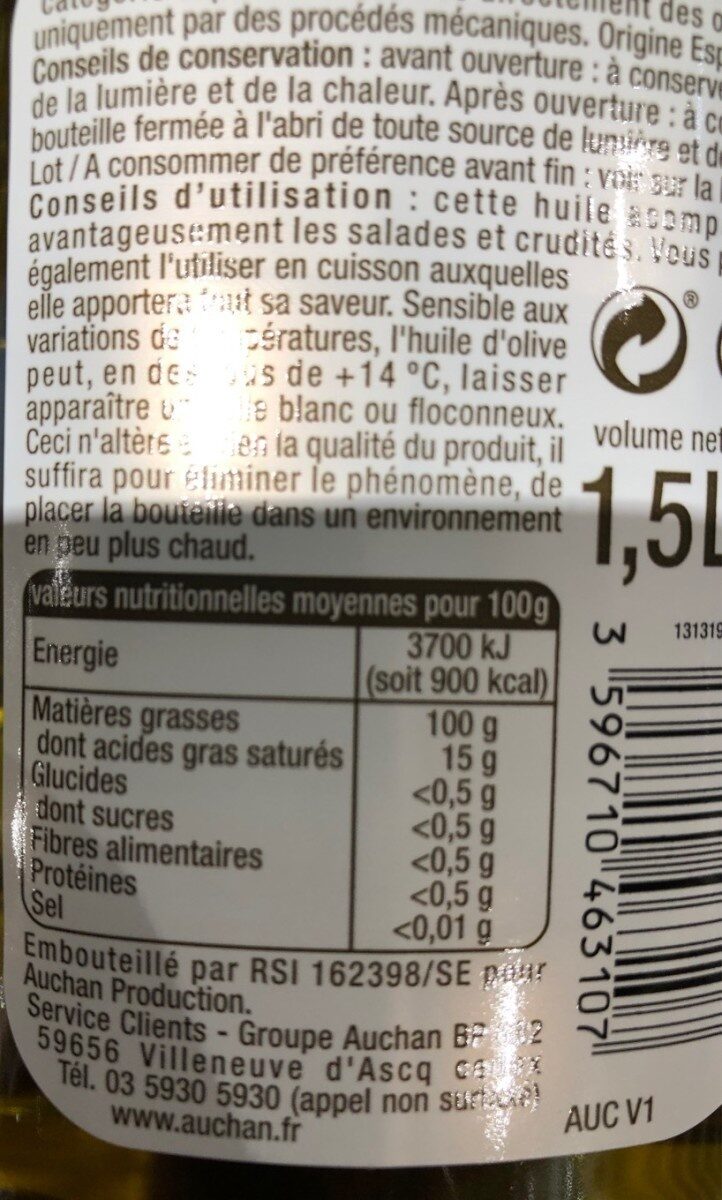 uniquement par des procédés mécaniques. Origine Esp
Conseils de conservation : avant ouverture : à conserve
de la lumière et de la chaleur. Après ouverture : à c
bouteille fermée à l'abri de toute source de lumière et d
Lot / A consommer de préférence avant fin : voir sur la
Conseils d'utilisation : cette huile acomp
avantageusement les salades et crudités. Vous
également l'utiliser en cuisson auxquelles
elle apportera tout sa saveur. Sensible aux
variations de températures, l'huile d'olive
peut, en dessous de +14 °C, laisser
apparaître blanc ou floconneux.
Ceci n'altère en rien la qualité du produit, il
suffira pour éliminer le phénomène, de
placer la bouteille dans un environnement
en peu plus chaud.
®
volume net
1,5L
valeurs nutritionnelles moyennes pour 100g
Energie 3700 kJ
(soit 900 kcal)
Matières grasses 100 g
dont acides gras saturés 15 g
Glucides <0,5 g
dont sucres <0,5 g
Fibres alimentaires <0,5 g
Protéines <0,5 g
Sel <0,01 g
Embouteillé par RSI 162398/SE pour
Auchan Production.
Service Clients - Groupe Auchan BP
59656 Villeneuve d'Ascq cedex
Tél. 03 5930 5930 (appel non surtaxé)
www.auchan.fr
131319
3 596710 463107
AUC V1